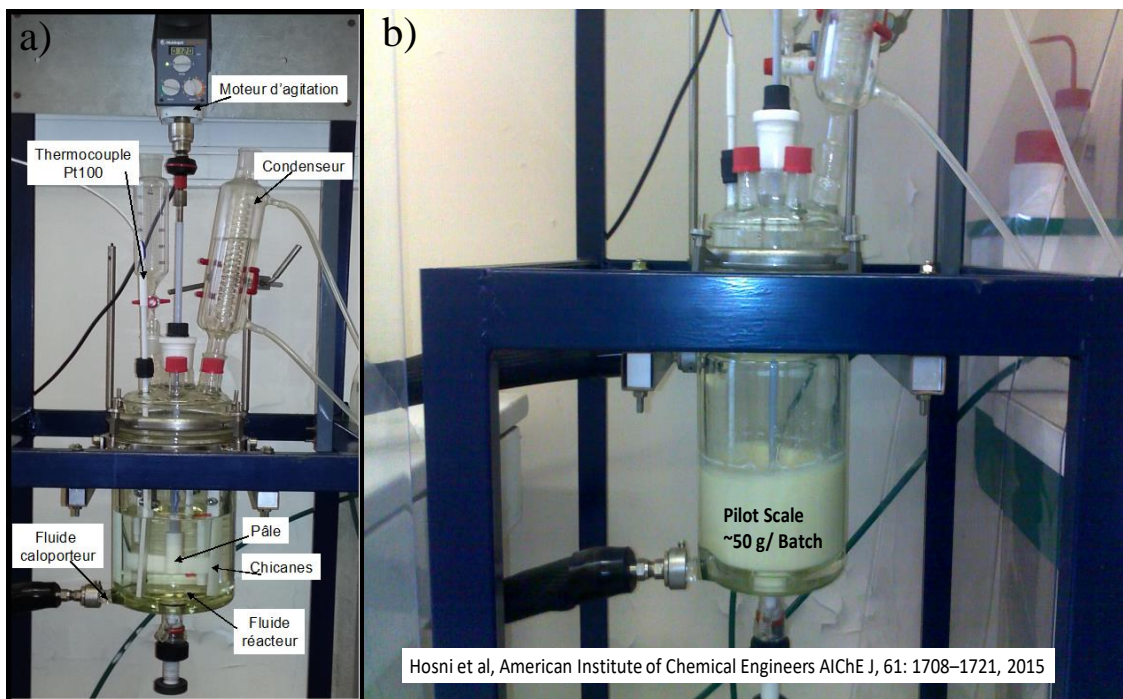 a)
Moteur d'agitation
Thermocouple
Pt100
Condenseur
Pâle
Fluide
caloporteur
Chicanes
Fluide
réacteur
b)
Pilot Scale
~50 g/ Batch
Hosni et al, American Institute of Chemical Engineers AIChE J, 61: 1708–1721, 2015